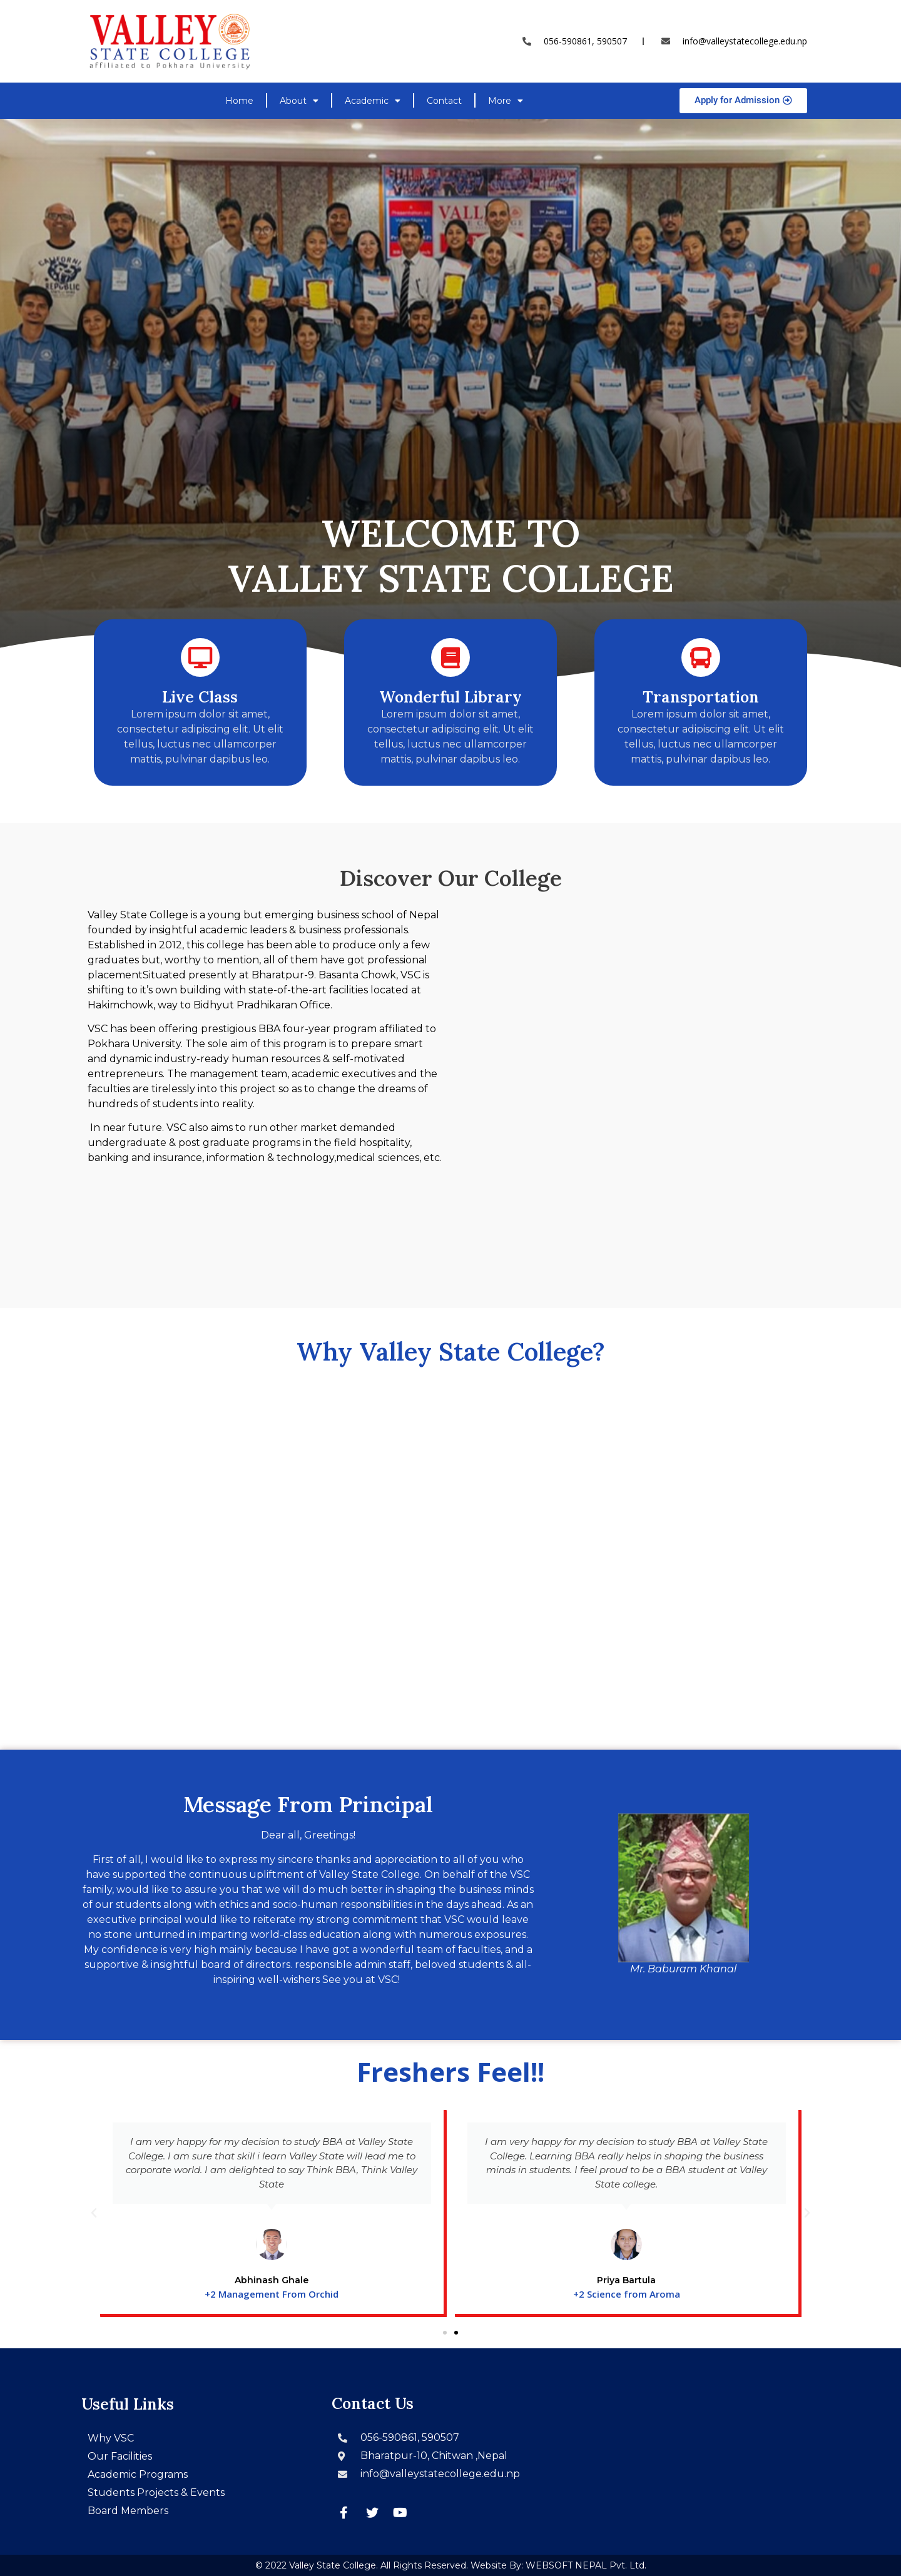 VALLEY
STATE COLLEGE
affiliated to Pokhara University
056-590861, 590507
info@valleystatecollege.edu.np
Home
About
Academic
Contact
More
Apply for Admission
WELCOME TO
VALLEY STATE COLLEGE
Live Class
Lorem ipsum dolor sit amet,
consectetur adipiscing elit. Ut elit
tellus, luctus nec ullamcorper
mattis, pulvinar dapibus leo.
Wonderful Library
Lorem ipsum dolor sit amet,
consectetur adipiscing elit. Ut elit
tellus, luctus nec ullamcorper
mattis, pulvinar dapibus leo.
Transportation
Lorem ipsum dolor sit amet,
consectetur adipiscing elit. Ut elit
tellus, luctus nec ullamcorper
mattis, pulvinar dapibus leo.
Discover Our College
Valley State College is a young but emerging business school of Nepal
founded by insightful academic leaders & business professionals.
Established in 2012, this college has been able to produce only a few
graduates but, worthy to mention, all of them have got professional
placementSituated presently at Bharatpur-9. Basanta Chowk, VSC is
shifting to it’s own building with state-of-the-art facilities located at
Hakimchowk, way to Bidhyut Pradhikaran Office.
VSC has been offering prestigious BBA four-year program affiliated to
Pokhara University. The sole aim of this program is to prepare smart
and dynamic industry-ready human resources & self-motivated
entrepreneurs. The management team, academic executives and the
faculties are tirelessly into this project so as to change the dreams of
hundreds of students into reality.
In near future. VSC also aims to run other market demanded
undergraduate & post graduate programs in the field hospitality,
banking and insurance, information & technology,medical sciences, etc.
Why Valley State College?
Message From Principal
Dear all, Greetings!
First of all, I would like to express my sincere thanks and appreciation to all of you who
have supported the continuous upliftment of Valley State College. On behalf of the VSC
family, would like to assure you that we will do much better in shaping the business minds
of our students along with ethics and socio-human responsibilities in the days ahead. As an
executive principal would like to reiterate my strong commitment that VSC would leave
no stone unturned in imparting world-class education along with numerous exposures.
My confidence is very high mainly because I have got a wonderful team of faculties, and a
supportive & insightful board of directors. responsible admin staff, beloved students & all-
inspiring well-wishers See you at VSC!
Mr. Baburam Khanal
Freshers Feel!!
I am very happy for my decision to study BBA at Valley State
College. I am sure that skill i learn Valley State will lead me to
corporate world. I am delighted to say Think BBA, Think Valley
State
Abhinash Ghale
+2 Management From Orchid
I am very happy for my decision to study BBA at Valley State
College. Learning BBA really helps in shaping the business
minds in students. I feel proud to be a BBA student at Valley
State college.
Priya Bartula
+2 Science from Aroma
Useful Links
Why VSC
Our Facilities
Academic Programs
Students Projects & Events
Board Members
Contact Us
056-590861, 590507
Bharatpur-10, Chitwan ,Nepal
info@valleystatecollege.edu.np
© 2022 Valley State College. All Rights Reserved. Website By: WEBSOFT NEPAL Pvt. Ltd.